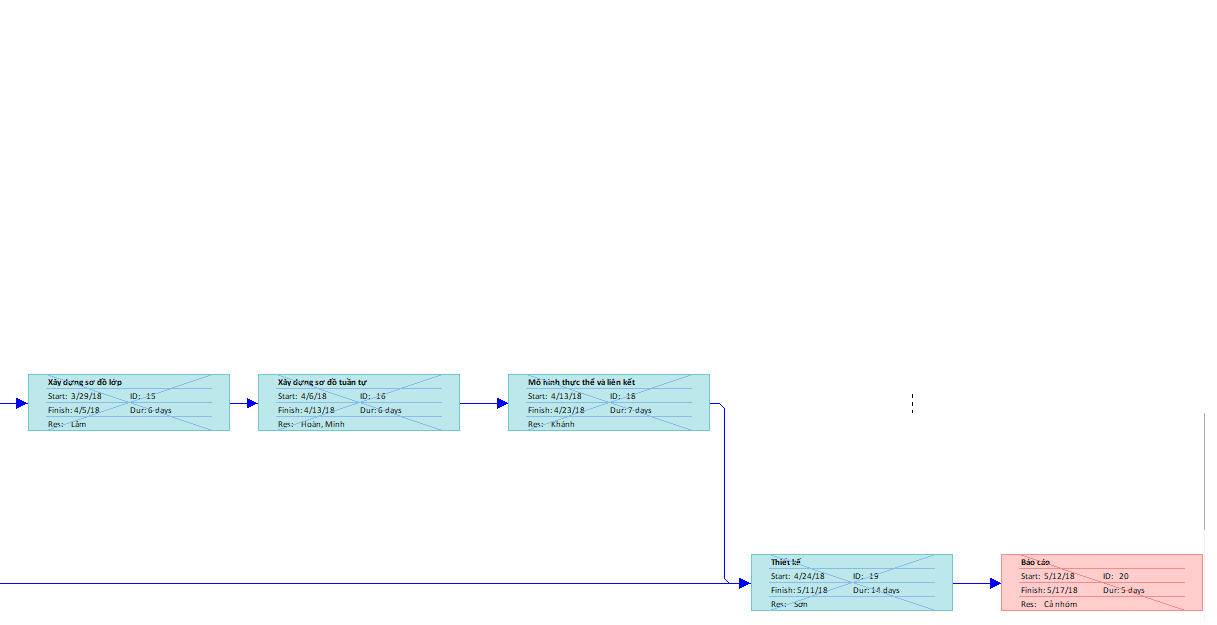 Xây dựng sơ đồ lớp
Start: 3/29/18 ID: 15
Finish: 4/5/18 Dur: 6 days
Res: Lâm
Xây dựng sơ đồ tuần tự
Start: 4/6/18 ID: 16
Finish: 4/13/18 Dur: 6 days
Res: Hoàn, Minh
Mô hình thực thể và liên kết
Start: 4/13/18 ID: 18
Finish: 4/23/18 Dur: 7 days
Res: Khánh
Thiết kế
Start: 4/24/18 ID: 19
Finish: 5/11/18 Dur: 14 days
Res: Sơn
Báo cáo
Start: 5/12/18 ID: 20
Finish: 5/17/18 Dur: 5 days
Res: Cả nhóm